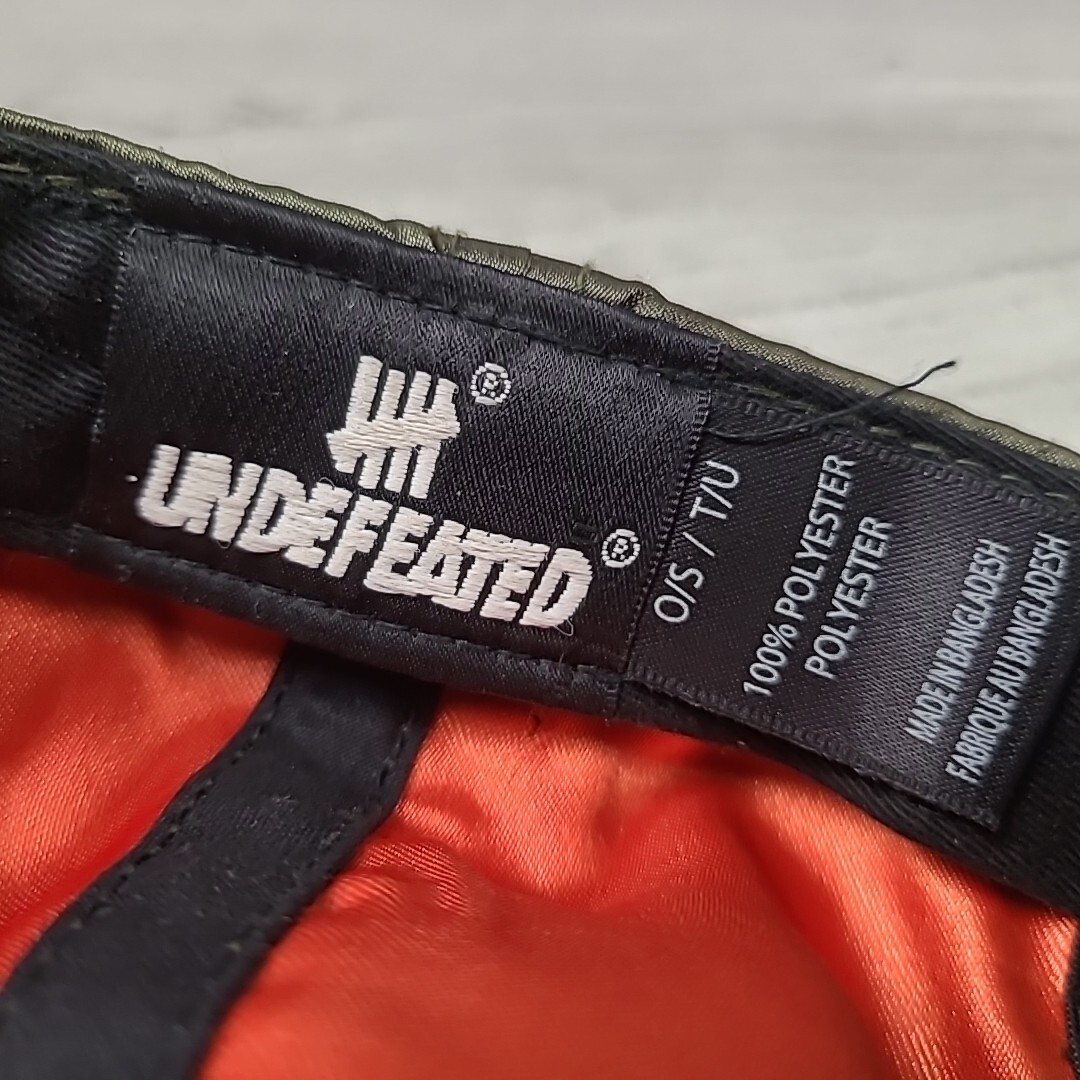 ®
UNDEFEATED®
O/S / T/U
100% POLYESTER
POLYESTER
MADE IN BANGLADESH
FABRIQUE AU BANGLADESH